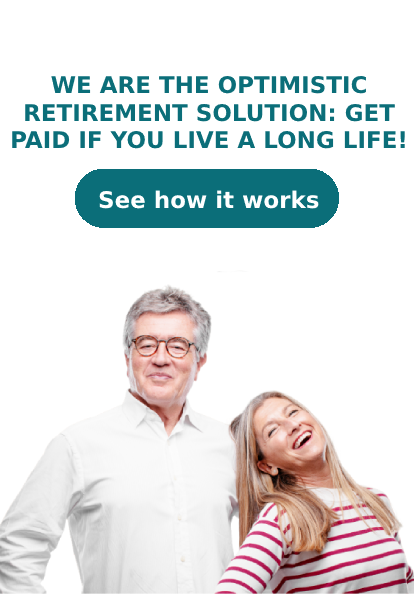 WE ARE THE OPTIMISTIC
RETIREMENT SOLUTION: GET
PAID IF YOU LIVE A LONG LIFE!
See how it works